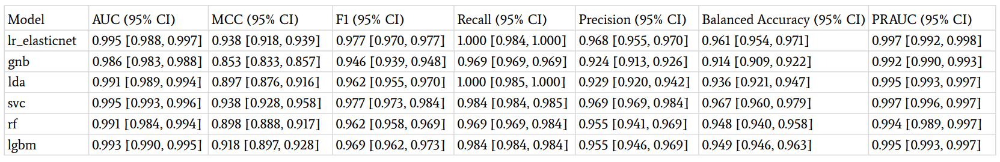 Model AUC (95% CI) MCC (95% CI) F1 (95% CI) Recall (95% CI) Precision (95% CI) Balanced Accuracy (95% CI) PRAUC (95% CI)
lr_elasticnet 0.995 [0.988, 0.997] 0.938 [0.918, 0.939] 0.977 [0.970, 0.977] 1.000 [0.984, 1.000] 0.968 [0.955, 0.970] 0.961 [0.954, 0.971] 0.997 [0.992, 0.998]
gnb 0.986 [0.983, 0.988] 0.853 [0.833, 0.857] 0.946 [0.939, 0.948] 0.969 [0.969, 0.969] 0.924 [0.913, 0.926] 0.914 [0.909, 0.922] 0.992 [0.990, 0.993]
lda 0.991 [0.989, 0.994] 0.897 [0.876, 0.916] 0.962 [0.955, 0.970] 1.000 [0.985, 1.000] 0.929 [0.920, 0.942] 0.936 [0.921, 0.947] 0.995 [0.993, 0.997]
svc 0.995 [0.993, 0.996] 0.938 [0.928, 0.958] 0.977 [0.973, 0.984] 0.984 [0.984, 0.985] 0.969 [0.969, 0.984] 0.967 [0.960, 0.979] 0.997 [0.996, 0.997]
rf 0.991 [0.984, 0.994] 0.898 [0.888, 0.917] 0.962 [0.958, 0.969] 0.969 [0.969, 0.984] 0.955 [0.941, 0.969] 0.948 [0.940, 0.958] 0.994 [0.989, 0.997]
lgbm 0.993 [0.990, 0.995] 0.918 [0.897, 0.928] 0.969 [0.962, 0.973] 0.984 [0.984, 0.984] 0.955 [0.946, 0.969] 0.949 [0.946, 0.963] 0.995 [0.993, 0.997]